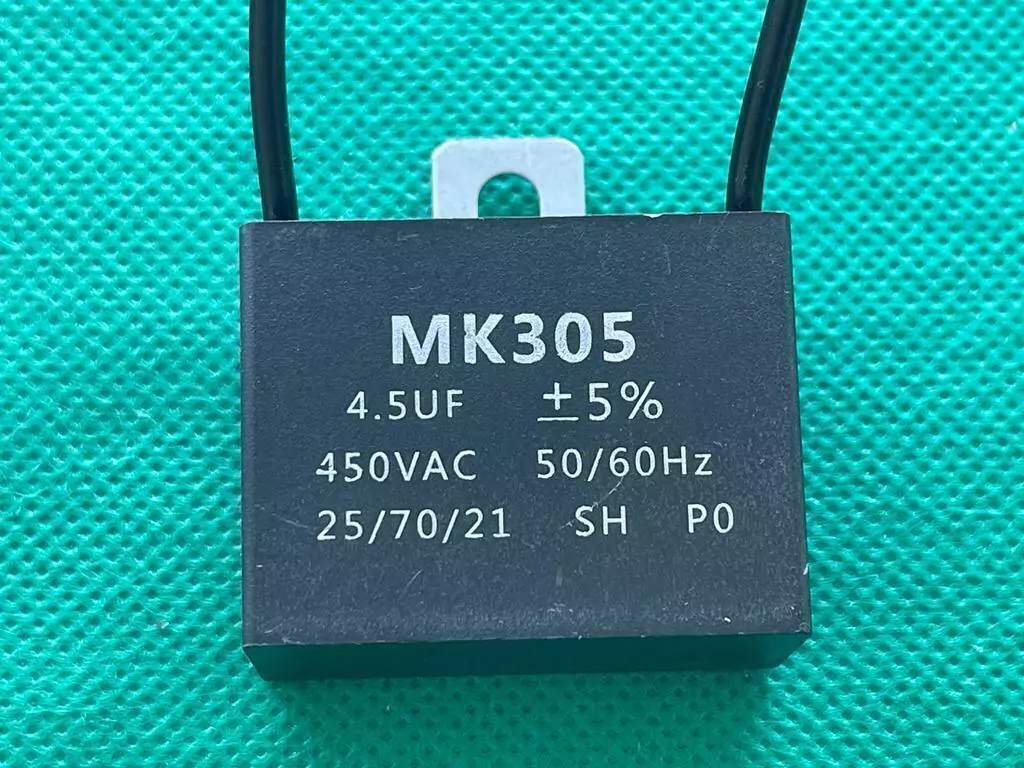 MK305
4.5UF ±5%
450VAC 50/60Hz
25/70/21 SH P0